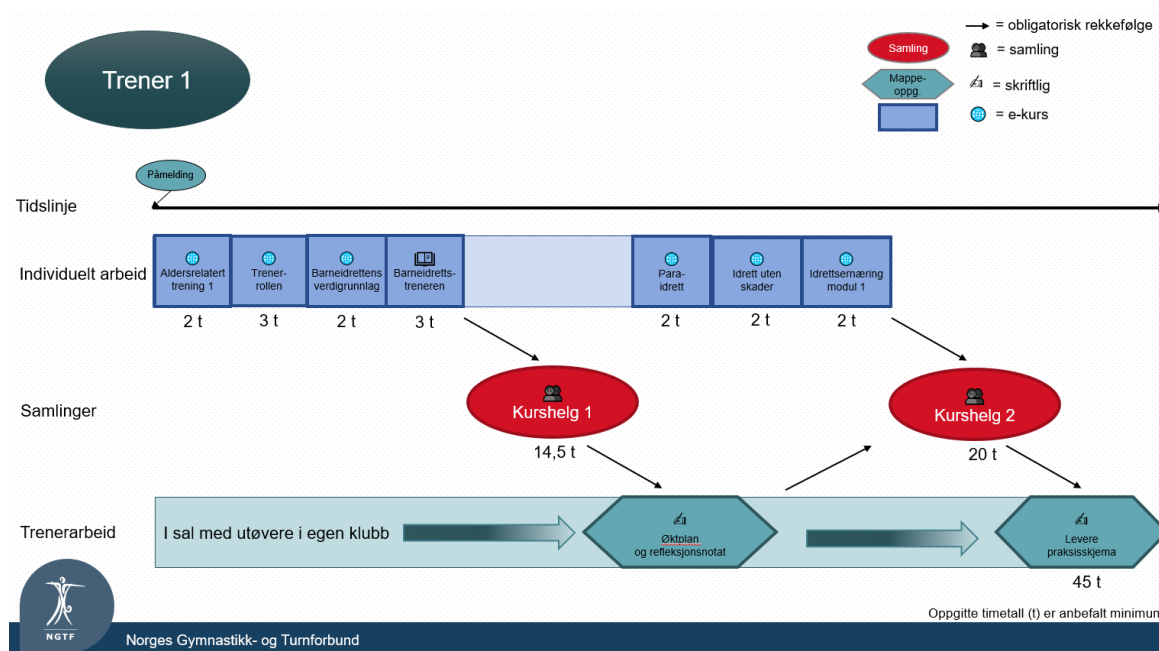 Trener 1
= obligatorisk rekkefølge
Samling
= samling
Mappe-
oppg.
= skriftlig
= e-kurs
Påmelding
Tidslinje
Individuelt arbeid
Aldersrelatert
trening 1
Trener-
rollen
Barneidrettens
verdigrunnlag
Barneidretts-
treneren
Para-
idrett
Idrett uten
skader
Idrettsernæring
modul 1
2 t
3 t
2 t
3 t
2 t
2 t
2 t
Samlinger
Kurshelg 1
14,5 t
Kurshelg 2
20 t
Trenerarbeid
I sal med utøvere i egen klubb
Øktplan
og refleksjonsnotat
Levere
praksisskjema
45 t
Oppgitte timetall (t) er anbefalt minimum
NGTF
Norges Gymnastikk- og Turnforbund